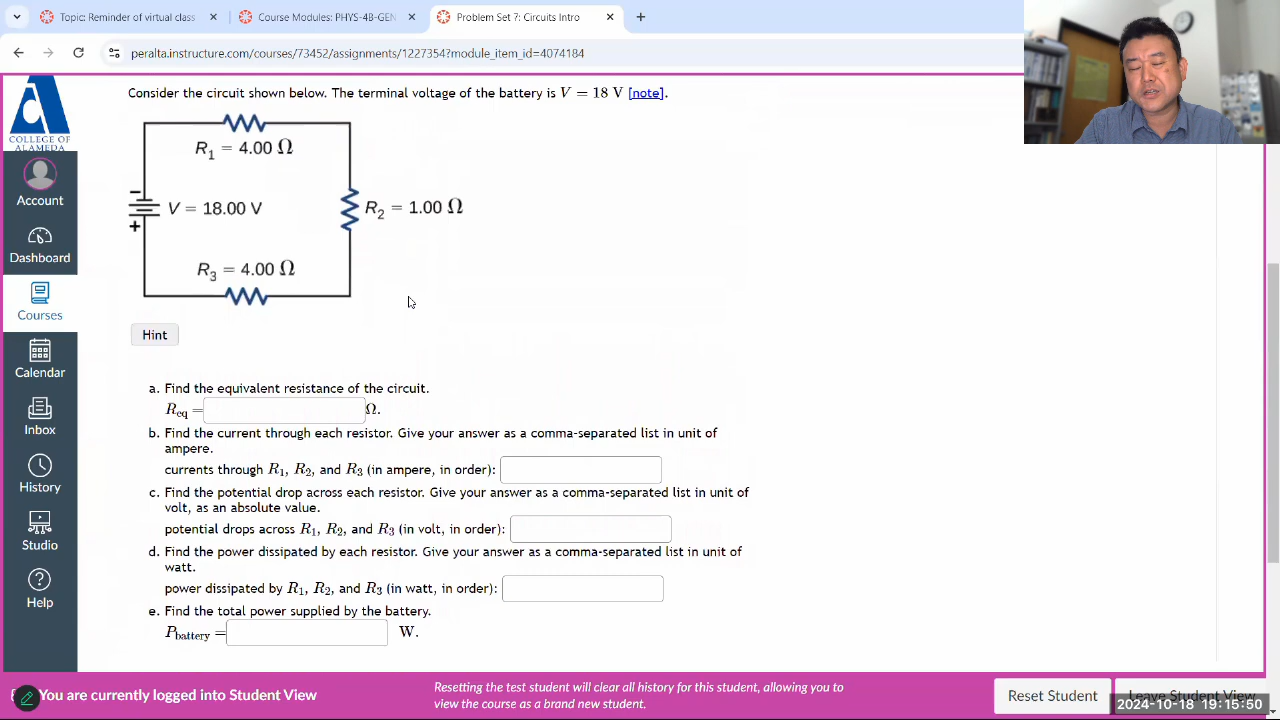 Topic: Reminder of virtual class
Course Modules: PHYS-4B-GEN
Problem Set 7: Circuits Intro
peralta.instructure.com/courses/73452/assignments/1227354?module_item_id=4074184
COLLEGE OF
ALAMEDA
Account
Dashboard
Courses
Calendar
Inbox
History
Studio
Help
Consider the circuit shown below. The terminal voltage of the battery is V = 18 V [note].
R1 = 4.00 Ω
V = 18.00 V
R2 = 1.00 Ω
R3 = 4.00 Ω
Hint
a. Find the equivalent resistance of the circuit.
Req = Ω.
b. Find the current through each resistor. Give your answer as a comma-separated list in unit of
ampere.
currents through R1, R2, and R3 (in ampere, in order):
c. Find the potential drop across each resistor. Give your answer as a comma-separated list in unit of
volt, as an absolute value.
potential drops across R1, R2, and R3 (in volt, in order):
d. Find the power dissipated by each resistor. Give your answer as a comma-separated list in unit of
watt.
power dissipated by R1, R2, and R3 (in watt, in order):
e. Find the total power supplied by the battery.
Pbattery = W.
You are currently logged into Student View
Resetting the test student will clear all history for this student, allowing you to
view the course as a brand new student.
Reset Student
Leave Student View
2024-10-18 19:15:50